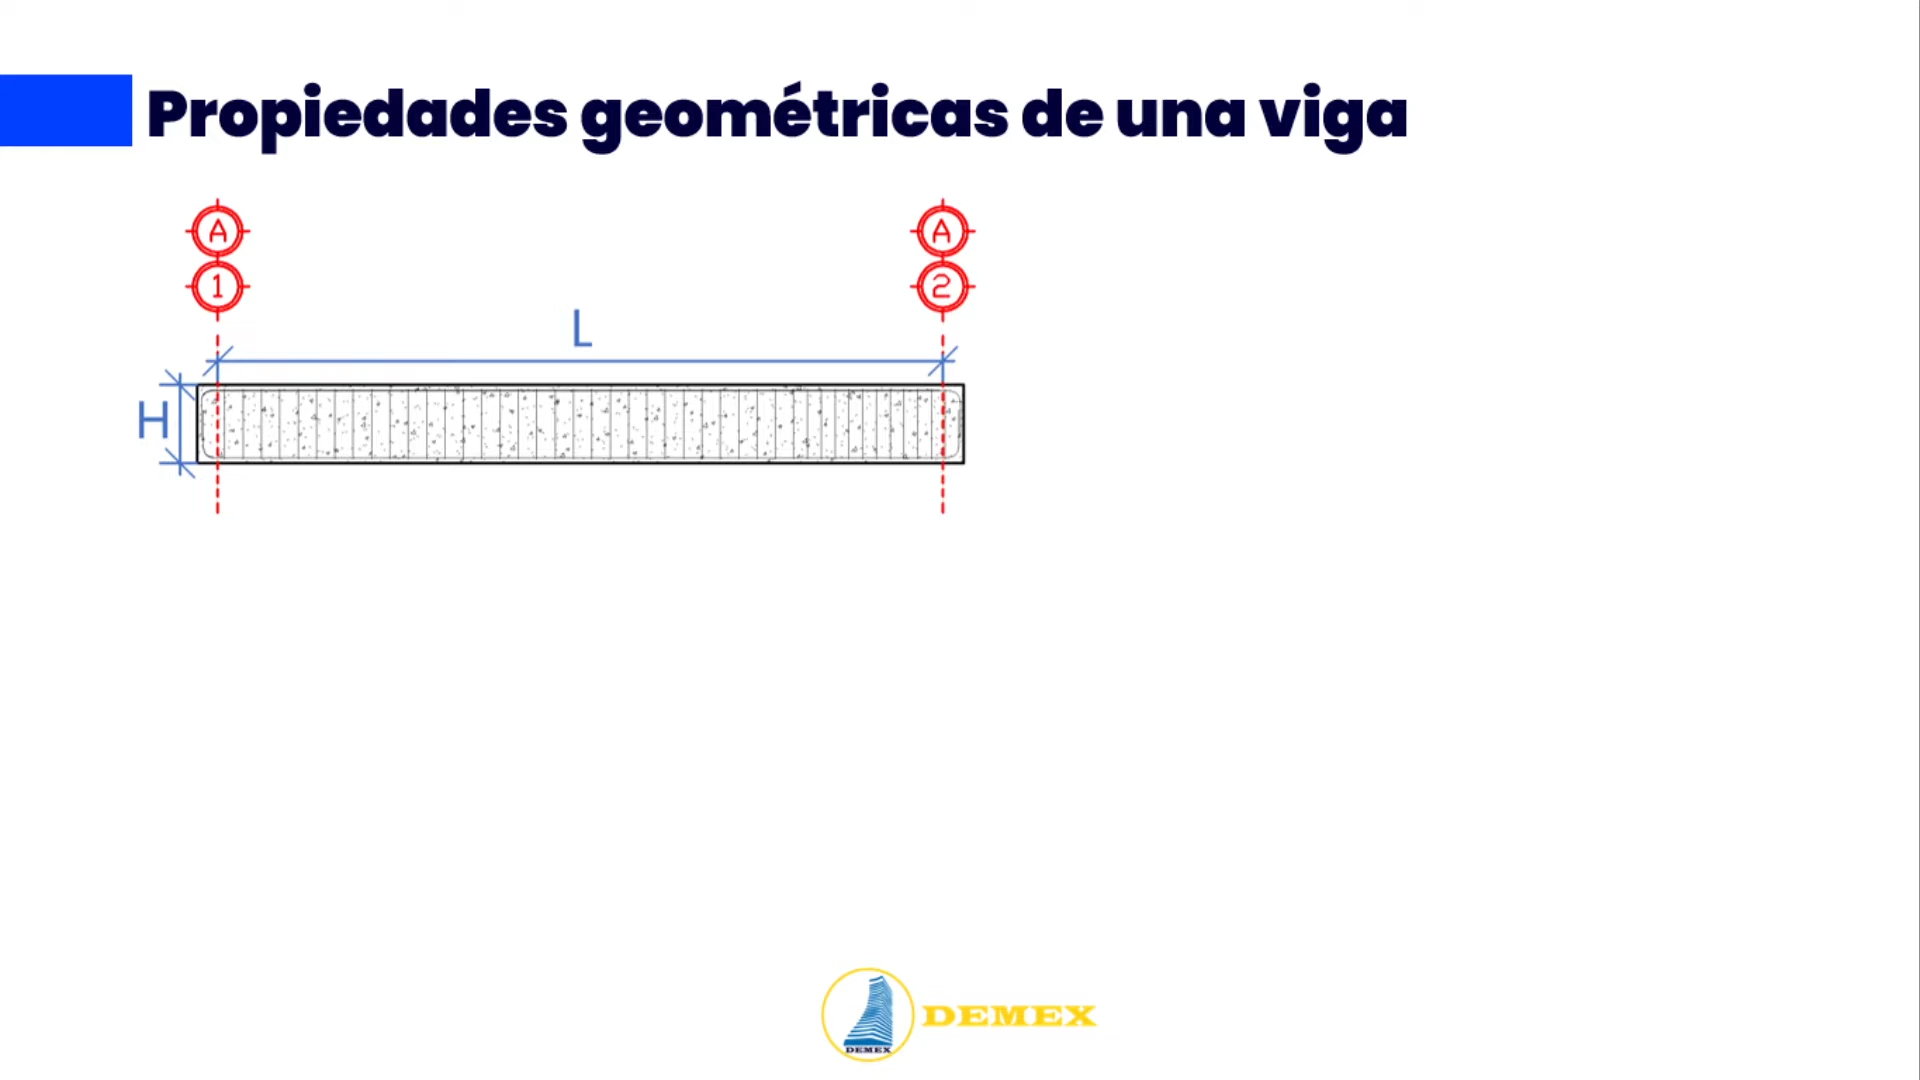 Propiedades geométricas de una viga
A A
1 2
L
H
DEMEX
DEMEX